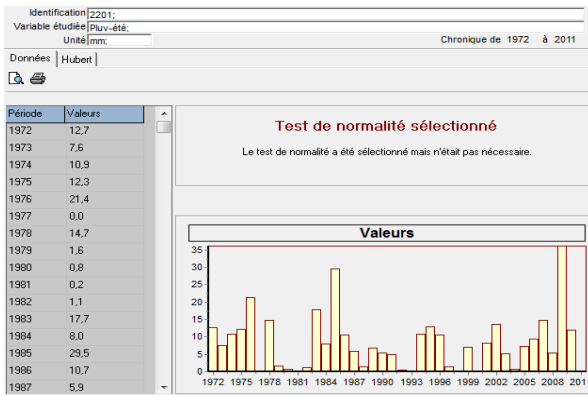 Identification 2201;
Variable étudiée Pluv-été;
Unité mm;
Chronique de 1972 à 2011
Données Hubert
Période Valeurs
1972 12,7
1973 7,6
1974 10,9
1975 12,3
1976 21,4
1977 0,0
1978 14,7
1979 1,6
1980 0,8
1981 0,2
1982 1,1
1983 17,7
1984 8,0
1985 29,5
1986 10,7
1987 5,9
Test de normalité sélectionné
Le test de normalité a été sélectionné mais n'était pas nécessaire.
Valeurs
35
30
25
20
15
10
5
0
1972 1975 1978 1981 1984 1987 1990 1993 1996 1999 2002 2005 2008 201